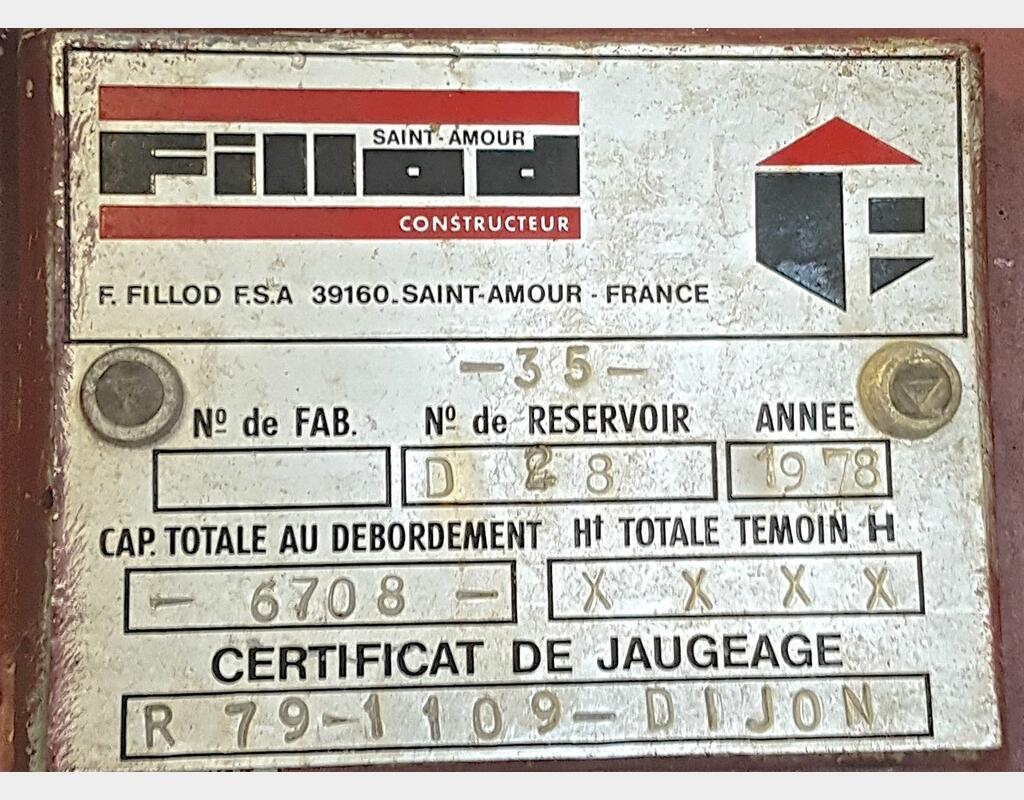 SAINT-AMOUR
Fillod
CONSTRUCTEUR
F. FILLOD F.S.A 39160-SAINT-AMOUR - FRANCE
-35-
Nº de FAB. Nº de RESERVOIR ANNEE
D 28 1978
CAP. TOTALE AU DEBORDEMENT Hᵗ TOTALE TEMOIN H
- 6708 - X X X X
CERTIFICAT DE JAUGEAGE
R 79-1109-DIJON